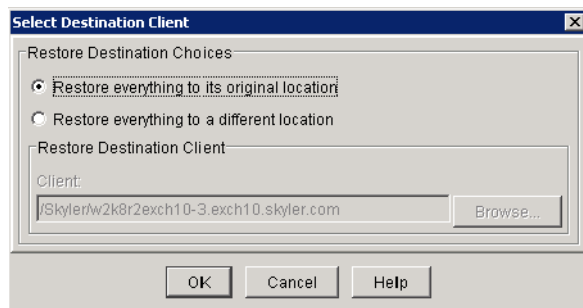 Select Destination Client
Restore Destination Choices
Restore everything to its original location
Restore everything to a different location
Restore Destination Client
Client:
/Skyler/w2k8r2exch10-3.exch10.skyler.com
Browse...
OK
Cancel
Help